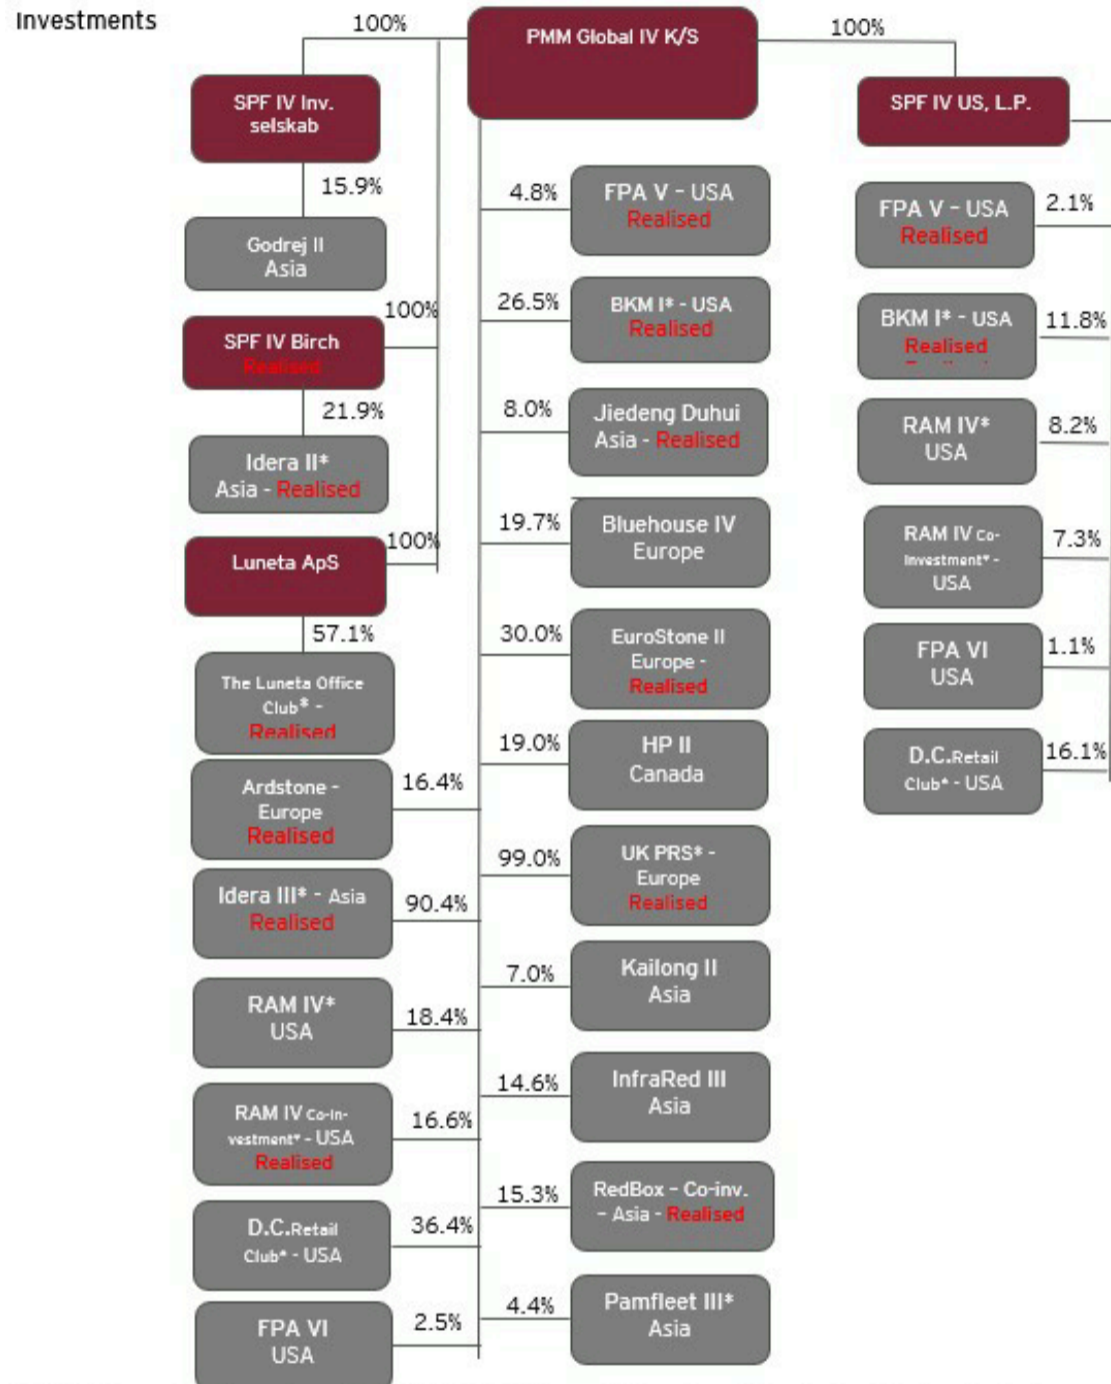 Investments
100%
PMM Global IV K/S
100%
SPF IV Inv.
selskab
SPF IV US, L.P.
15.9%
Godrej II
Asia
100%
SPF IV Birch
Realised
21.9%
Idera II*
Asia - Realised
100%
Luneta ApS
57.1%
The Luneta Office
Club* -
Realised
Ardstone -
Europe
Realised
16.4%
Idera III* - Asia
Realised
90.4%
RAM IV*
USA
18.4%
RAM IV Co-In-
vestment* - USA
Realised
16.6%
D.C.Retail
Club* - USA
36.4%
FPA VI
USA
2.5%
4.8%
FPA V - USA
Realised
26.5%
BKM I* - USA
Realised
8.0%
Jiedeng Duhui
Asia - Realised
19.7%
Bluehouse IV
Europe
30.0%
EuroStone II
Europe -
Realised
19.0%
HP II
Canada
99.0%
UK PRS* -
Europe
Realised
7.0%
Kailong II
Asia
14.6%
InfraRed III
Asia
15.3%
RedBox - Co-inv.
- Asia - Realised
4.4%
Pamfleet III*
Asia
FPA V - USA
Realised
2.1%
BKM I* - USA
Realised
11.8%
RAM IV*
USA
8.2%
RAM IV Co-
Investment* -
USA
7.3%
FPA VI
USA
1.1%
D.C.Retail
Club* - USA
16.1%